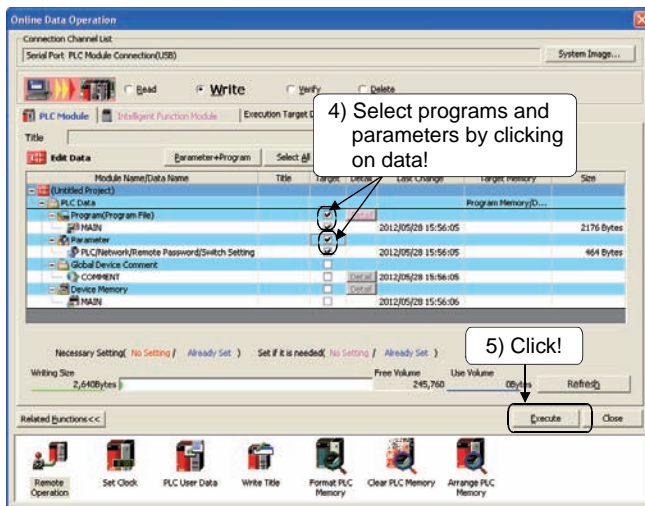 Online Data Operation
Connection Channel List
Serial Port PLC Module Connection(USB)
System Image...
Read
Write
Verify
Delete
PLC Module
Intelligent Function Module
Execution Target D
4) Select programs and
parameters by clicking
on data!
Title
Edit Data
Parameter+Program
Select All
Module Name/Data Name
Title
Target
Detail
Last Change
Target Memory
Size
(Untitled Project)
PLC Data
Program Memory/D...
Program(Program File)
Detail
MAIN
2012/05/28 15:56:05
2176 Bytes
Parameter
PLC/Network/Remote Password/Switch Setting
2012/05/28 15:56:05
464 Bytes
Global Device Comment
COMMENT
Detail
2012/05/28 15:56:05
Device Memory
Detail
MAIN
2012/05/28 15:56:06
Necessary Setting( No Setting / Already Set ) Set if it is needed( No Setting / Already Set )
5) Click!
Writing Size
2,640Bytes
Free Volume
245,760
Use Volume
0Bytes
Refresh
Related Functions<<
Execute
Close
Remote
Operation
Set Clock
PLC User Data
Write Title
Format PLC
Memory
Clear PLC Memory
Arrange PLC
Memory